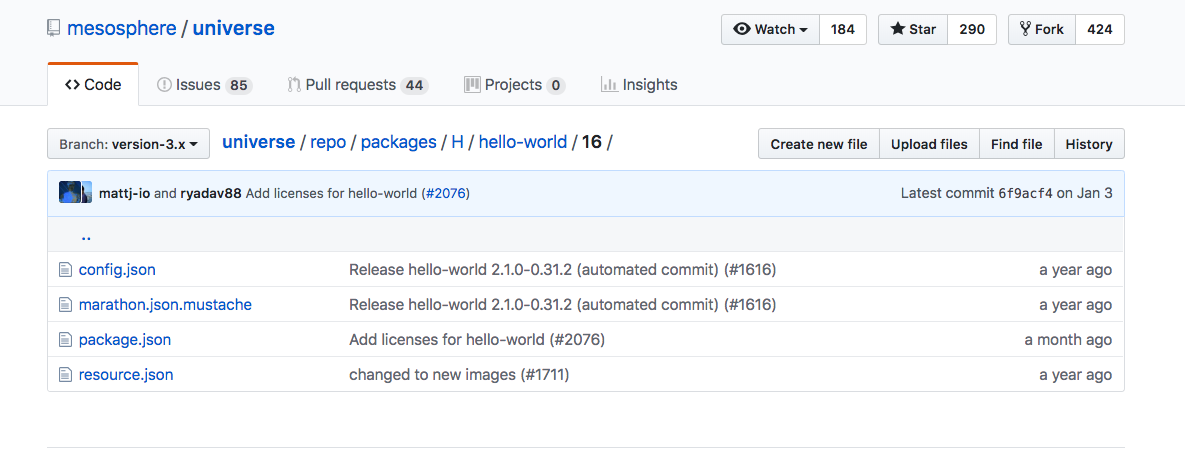 mesosphere / universe Watch 184 Star 290 Fork 424
Code Issues 85 Pull requests 44 Projects 0 Insights
Branch: version-3.x universe / repo / packages / H / hello-world / 16 / Create new file Upload files Find file History
mattj-io and ryadav88 Add licenses for hello-world (#2076) Latest commit 6f9acf4 on Jan 3
..
config.json Release hello-world 2.1.0-0.31.2 (automated commit) (#1616) a year ago
marathon.json.mustache Release hello-world 2.1.0-0.31.2 (automated commit) (#1616) a year ago
package.json Add licenses for hello-world (#2076) a month ago
resource.json changed to new images (#1711) a year ago